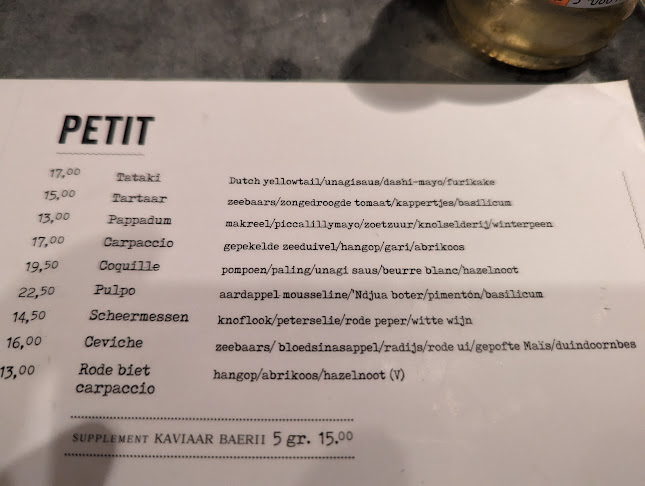 PETIT
17,00 Tataki Dutch yellowtail/unagisaus/dashi-mayo/furikake
15,00 Tartaar zeebaars/zongedroogde tomaat/kappertjes/basilicum
13,00 Pappadum makreel/piccalillymayo/zoetzuur/knolselderij/winterpeen
17,00 Carpaccio gepekelde zeeduivel/hangop/gari/abrikoos
19,50 Coquille pompoen/paling/unagi saus/beurre blanc/hazelnoot
22,50 Pulpo aardappel mousseline/'Ndjua boter/pimentón/basilicum
14,50 Scheermessen knoflook/peterselie/rode peper/witte wijn
16,00 Ceviche zeebaars/ bloedsinasappel/radijs/rode ui/gepofte Maïs/duindoornbes
13,00 Rode biet hangop/abrikoos/hazelnoot (V)
carpaccio
SUPPLEMENT KAVIAAR BAERII 5 gr. 15.00